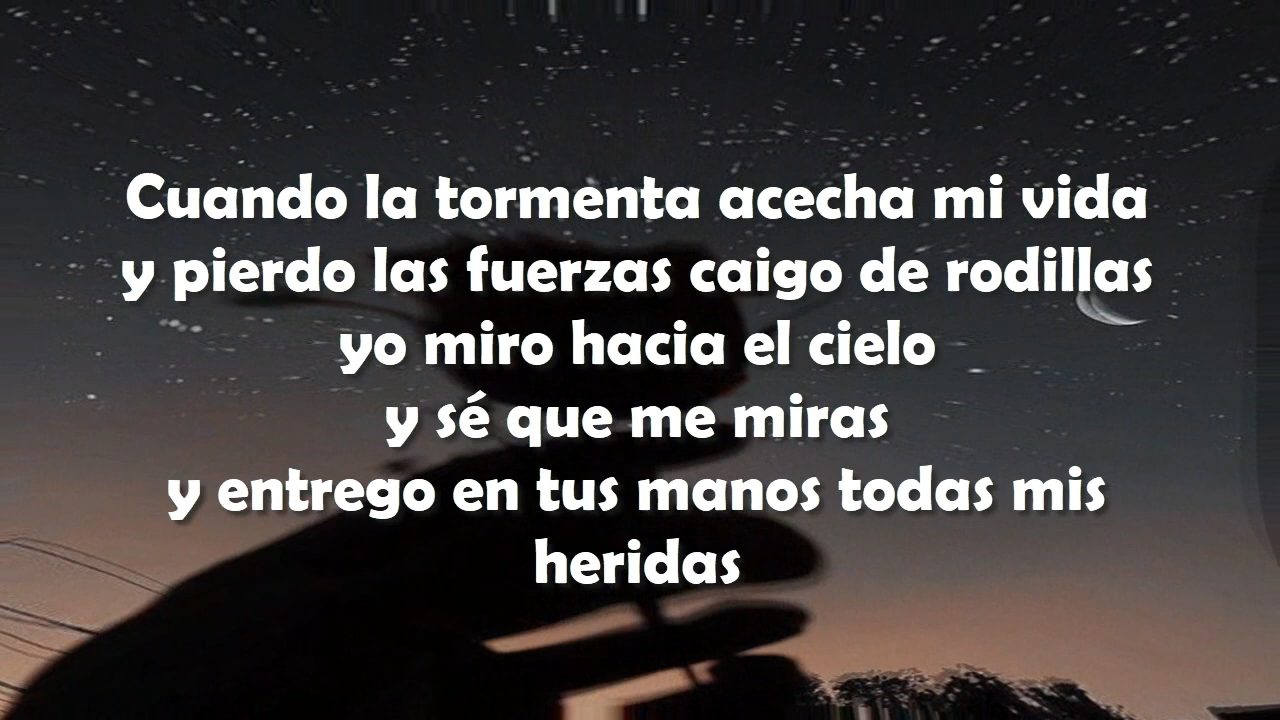 Cuando la tormenta acecha mi vida
y pierdo las fuerzas caigo de rodillas
yo miro hacia el cielo
y sé que me miras
y entrego en tus manos todas mis
heridas